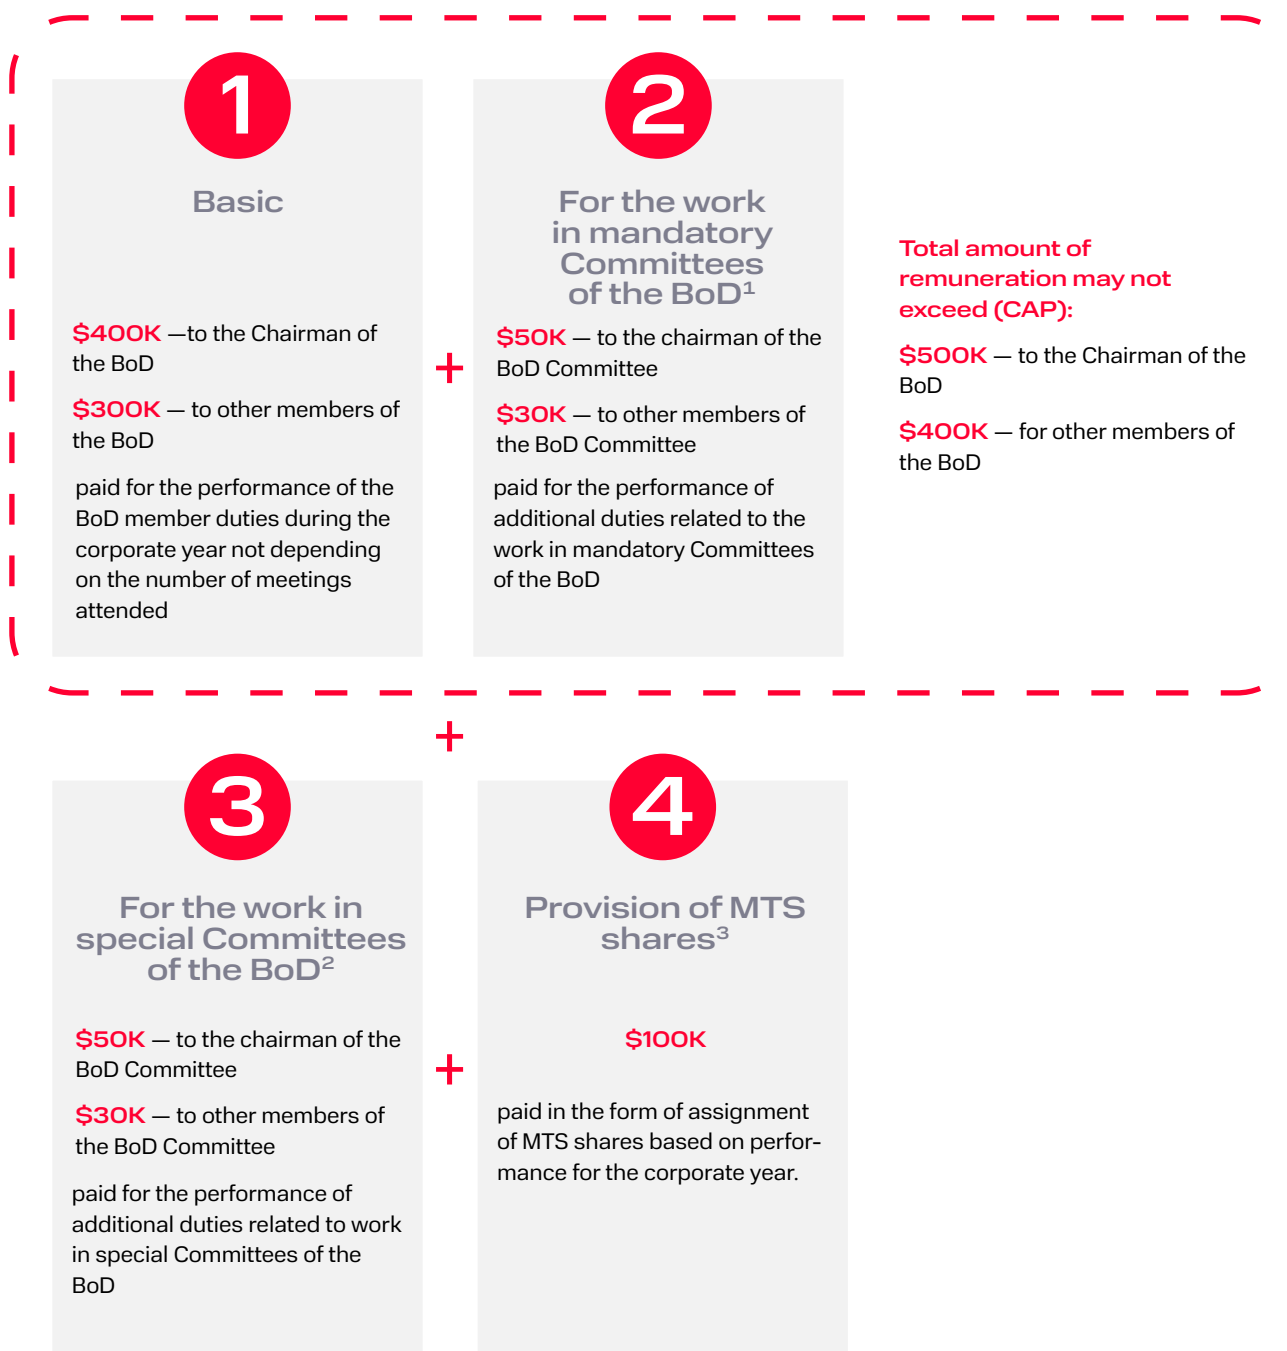 1
Basic
$400K —to the Chairman of
the BoD
$300K — to other members of
the BoD
paid for the performance of the
BoD member duties during the
corporate year not depending
on the number of meetings
attended
+
2
For the work
in mandatory
Committees
of the BoD¹
$50K — to the chairman of the
BoD Committee
$30K — to other members of
the BoD Committee
paid for the performance of
additional duties related to the
work in mandatory Committees
of the BoD
Total amount of
remuneration may not
exceed (CAP):
$500K — to the Chairman of the
BoD
$400K — for other members of
the BoD
+
3
For the work in
special Committees
of the BoD²
$50K — to the chairman of the
BoD Committee
$30K — to other members of
the BoD Committee
paid for the performance of
additional duties related to work
in special Committees of the
BoD
+
4
Provision of MTS
shares³
$100K
paid in the form of assignment
of MTS shares based on perfor-
mance for the corporate year.